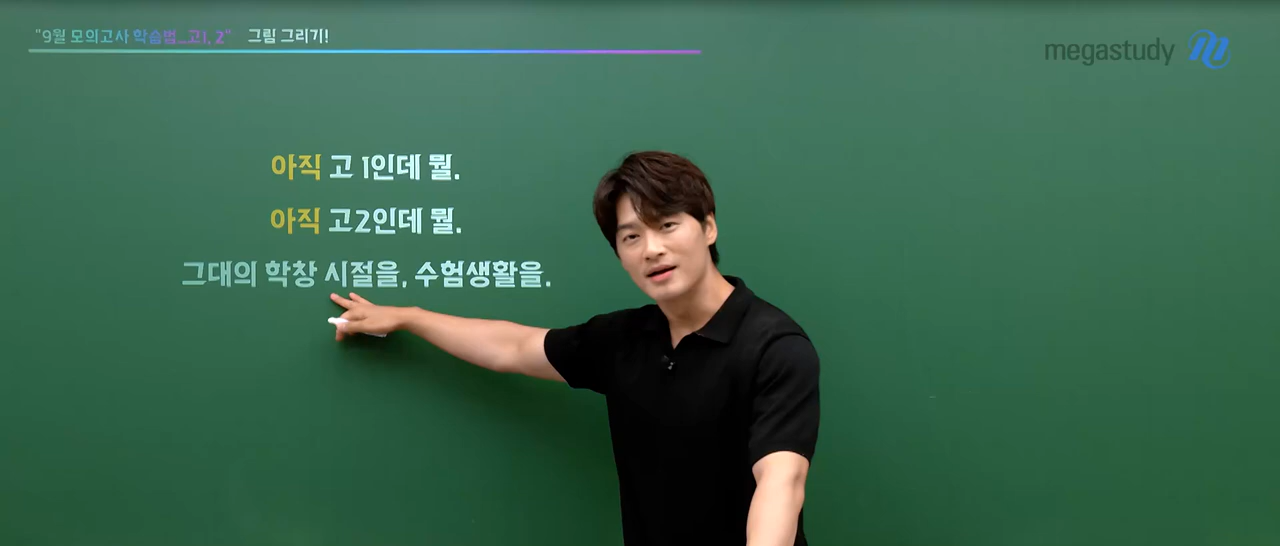 "9월 모의고사 학습법_고1, 2" 그림 그리기!
megastudy
아직 고 1인데 뭘.
아직 고2인데 뭘.
그대의 학창 시절을, 수험생활을.